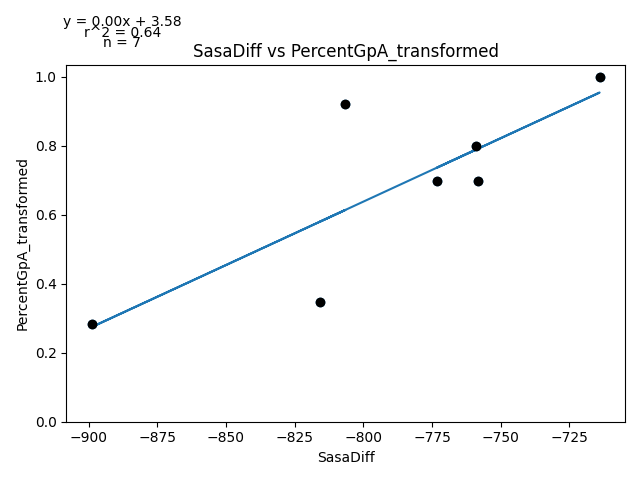 y = 0.00x + 3.58
r^2 = 0.64
n = 7
SasaDiff vs PercentGpA_transformed
PercentGpA_transformed
1.0
0.8
0.6
0.4
0.2
0.0
−900
−875
−850
−825
−800
−775
−750
−725
SasaDiff